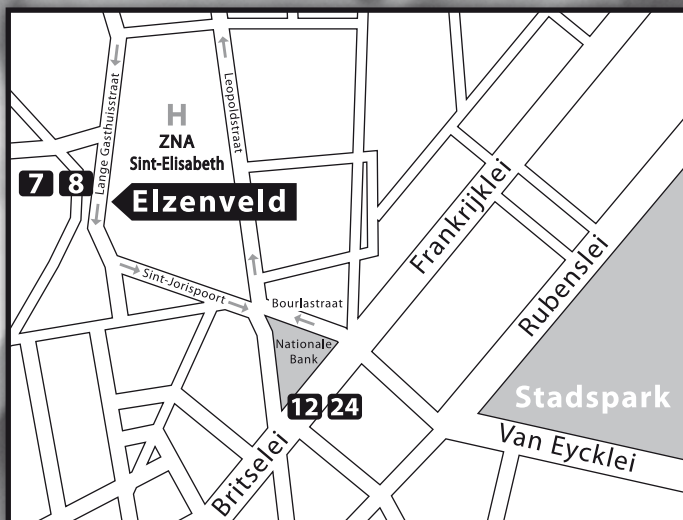 Lange Gasthuisstraat
Leopoldstraat
H
ZNA
Sint-Elisabeth
7 8
Elzenveld
Frankrijklei
Rubenslei
Sint-Jorispoort
Bourlastraat
Nationale
Bank
12 24
Stadspark
Britselei
Van Eycklei